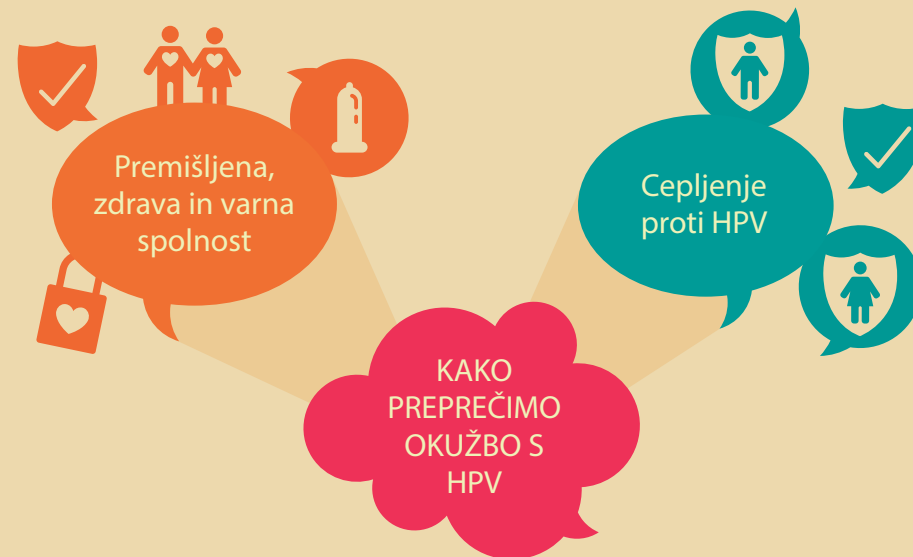 Premišljena,
zdrava in varna
spolnost
Cepljenje
proti HPV
KAKO
PREPREČIMO
OKUŽBO S
HPV